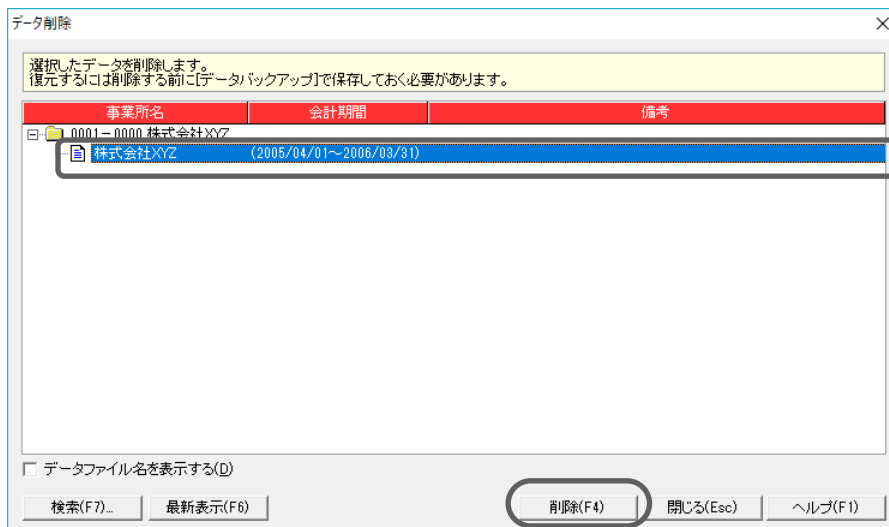 データ削除
選択したデータを削除します。
復元するには削除する前に[データバックアップ]で保存しておく必要があります。
事業所名 会計期間 備考
0001-0000 株式会社XYZ
株式会社XYZ (2005/04/01～2006/03/31)
データファイル名を表示する(D)
検索(F7)... 最新表示(F6) 削除(F4) 閉じる(Esc) ヘルプ(F1)